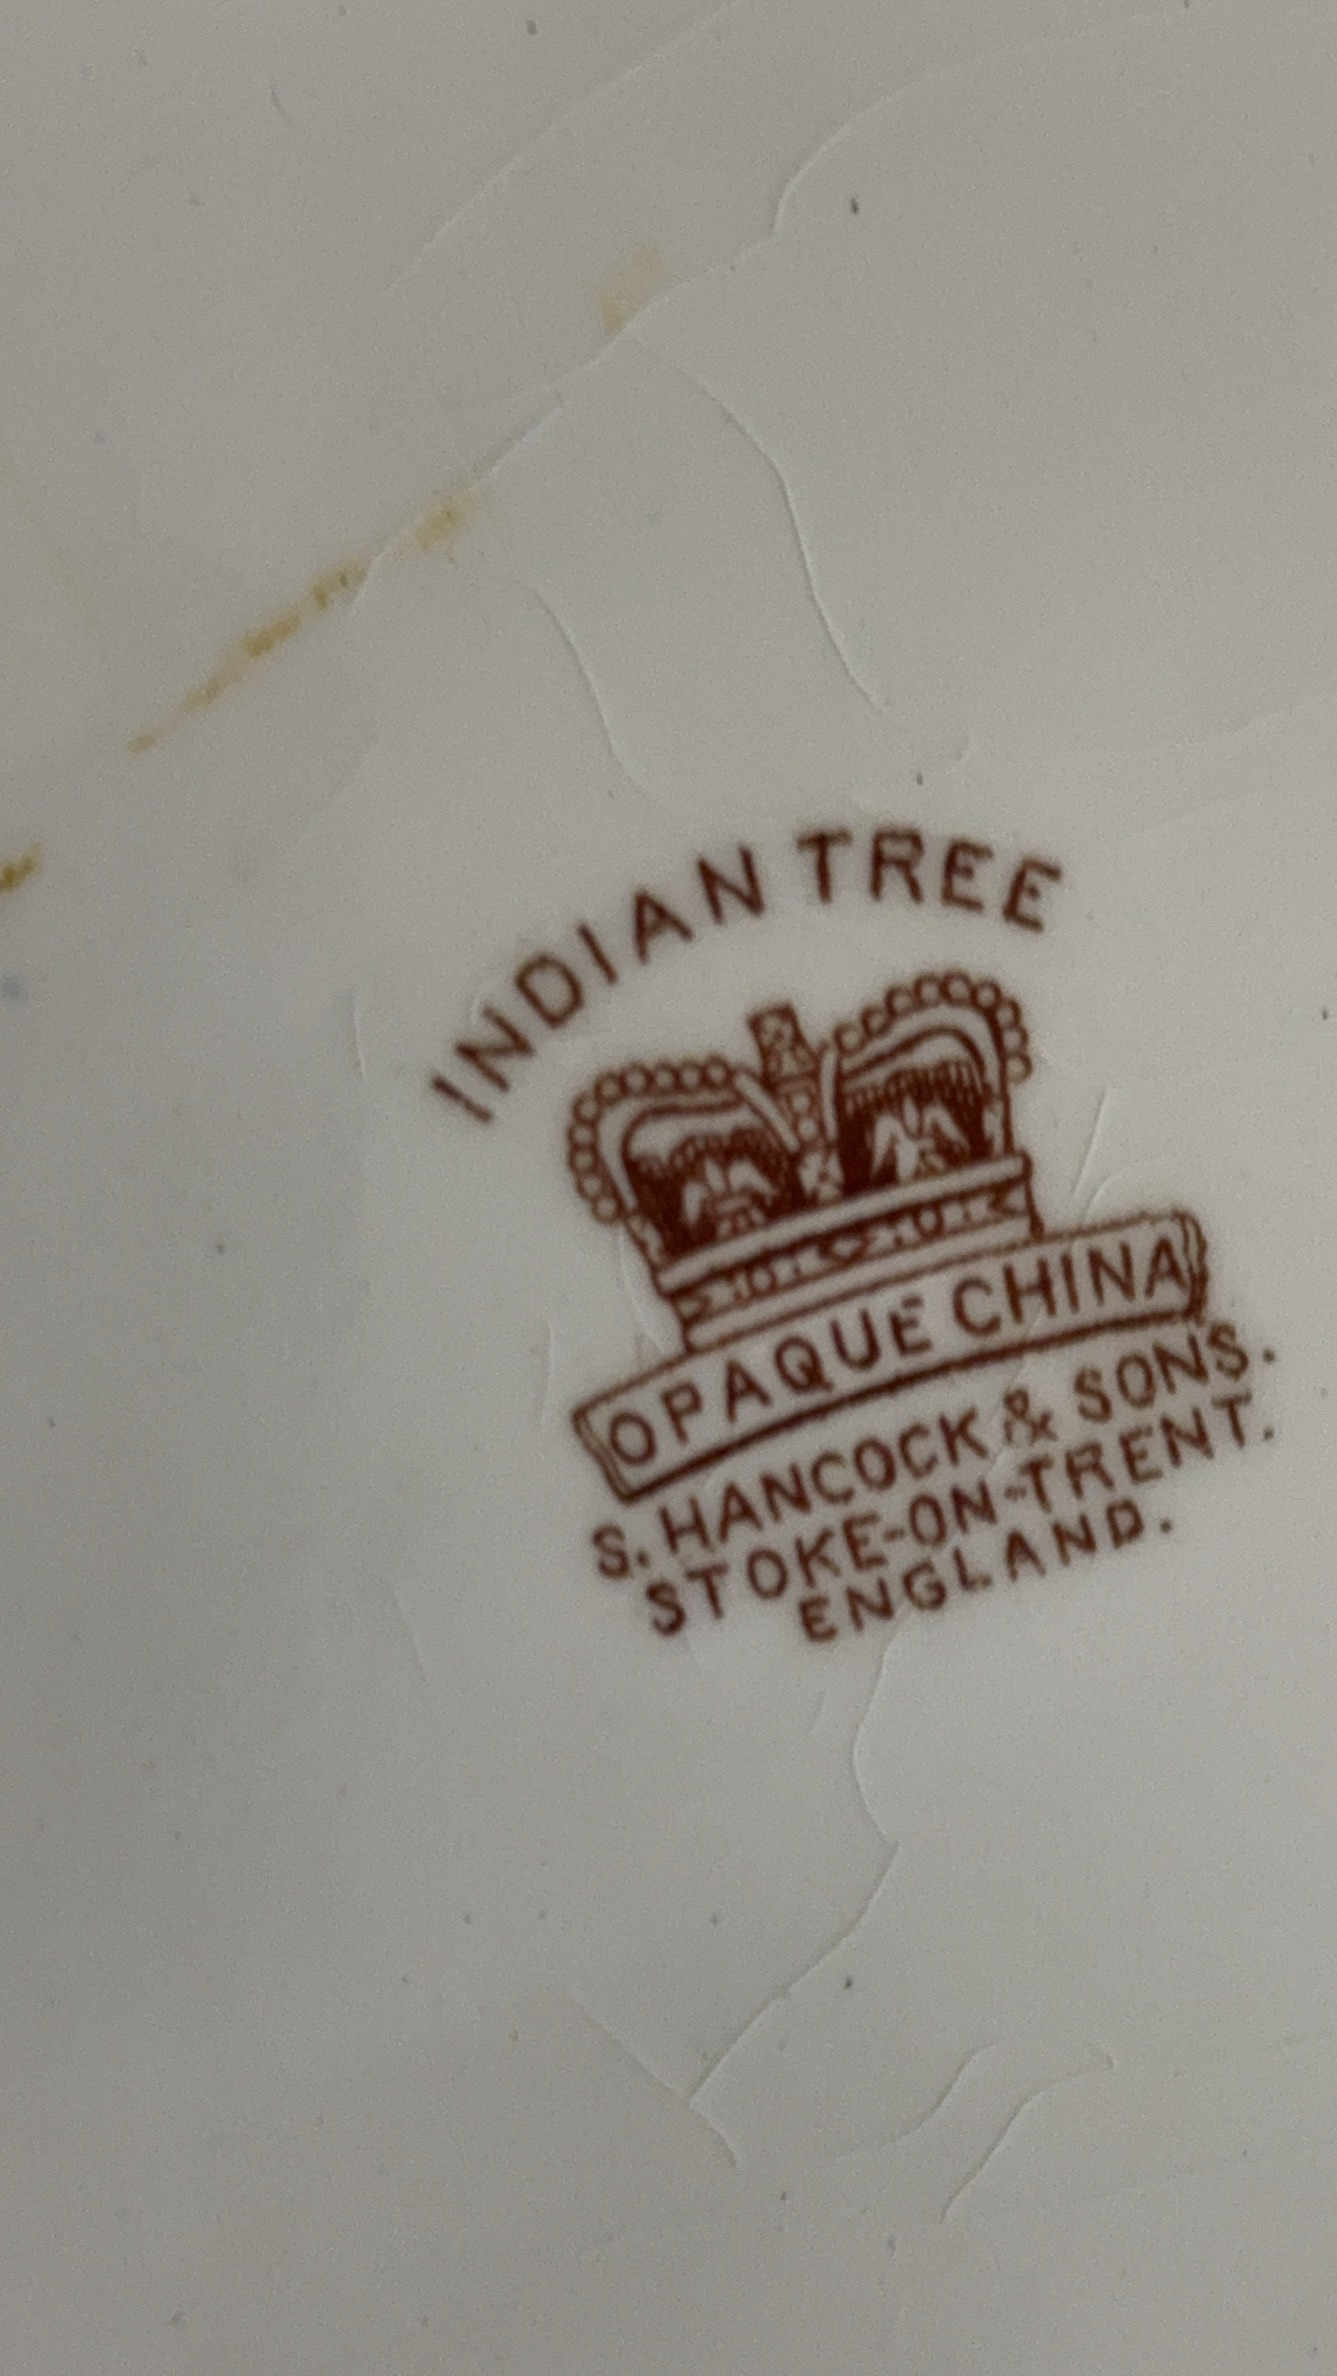 INDIAN TREE
OPAQUE CHINA
S. HANCOCK & SONS.
STOKE-ON-TRENT.
ENGLAND.